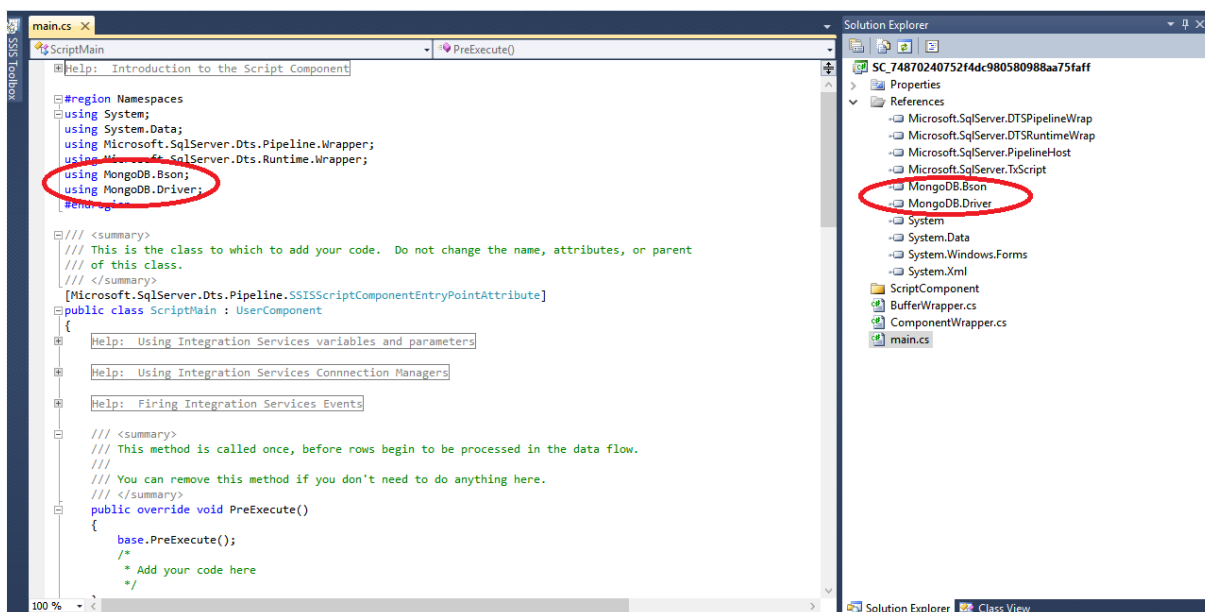 main.cs
ScriptMain
PreExecute()
SSIS Toolbox
Help: Introduction to the Script Component
#region Namespaces
using System;
using System.Data;
using Microsoft.SqlServer.Dts.Pipeline.Wrapper;
using Microsoft.SqlServer.Dts.Runtime.Wrapper;
using MongoDB.Bson;
using MongoDB.Driver;
#endregion
/// <summary>
/// This is the class to which to add your code.  Do not change the name, attributes, or parent
/// of this class.
/// </summary>
[Microsoft.SqlServer.Dts.Pipeline.SSISScriptComponentEntryPointAttribute]
public class ScriptMain : UserComponent
{
Help:  Using Integration Services variables and parameters
Help:  Using Integration Services Connnection Managers
Help:  Firing Integration Services Events
/// <summary>
/// This method is called once, before rows begin to be processed in the data flow.
///
/// You can remove this method if you don't need to do anything here.
/// </summary>
public override void PreExecute()
{
base.PreExecute();
/*
* Add your code here
*/
100 %
Solution Explorer
SC_74870240752f4dc980580988aa75faff
Properties
References
Microsoft.SqlServer.DTSPipelineWrap
Microsoft.SqlServer.DTSRuntimeWrap
Microsoft.SqlServer.PipelineHost
Microsoft.SqlServer.TxScript
MongoDB.Bson
MongoDB.Driver
System
System.Data
System.Windows.Forms
System.Xml
ScriptComponent
BufferWrapper.cs
ComponentWrapper.cs
main.cs
Solution Explorer
Class View